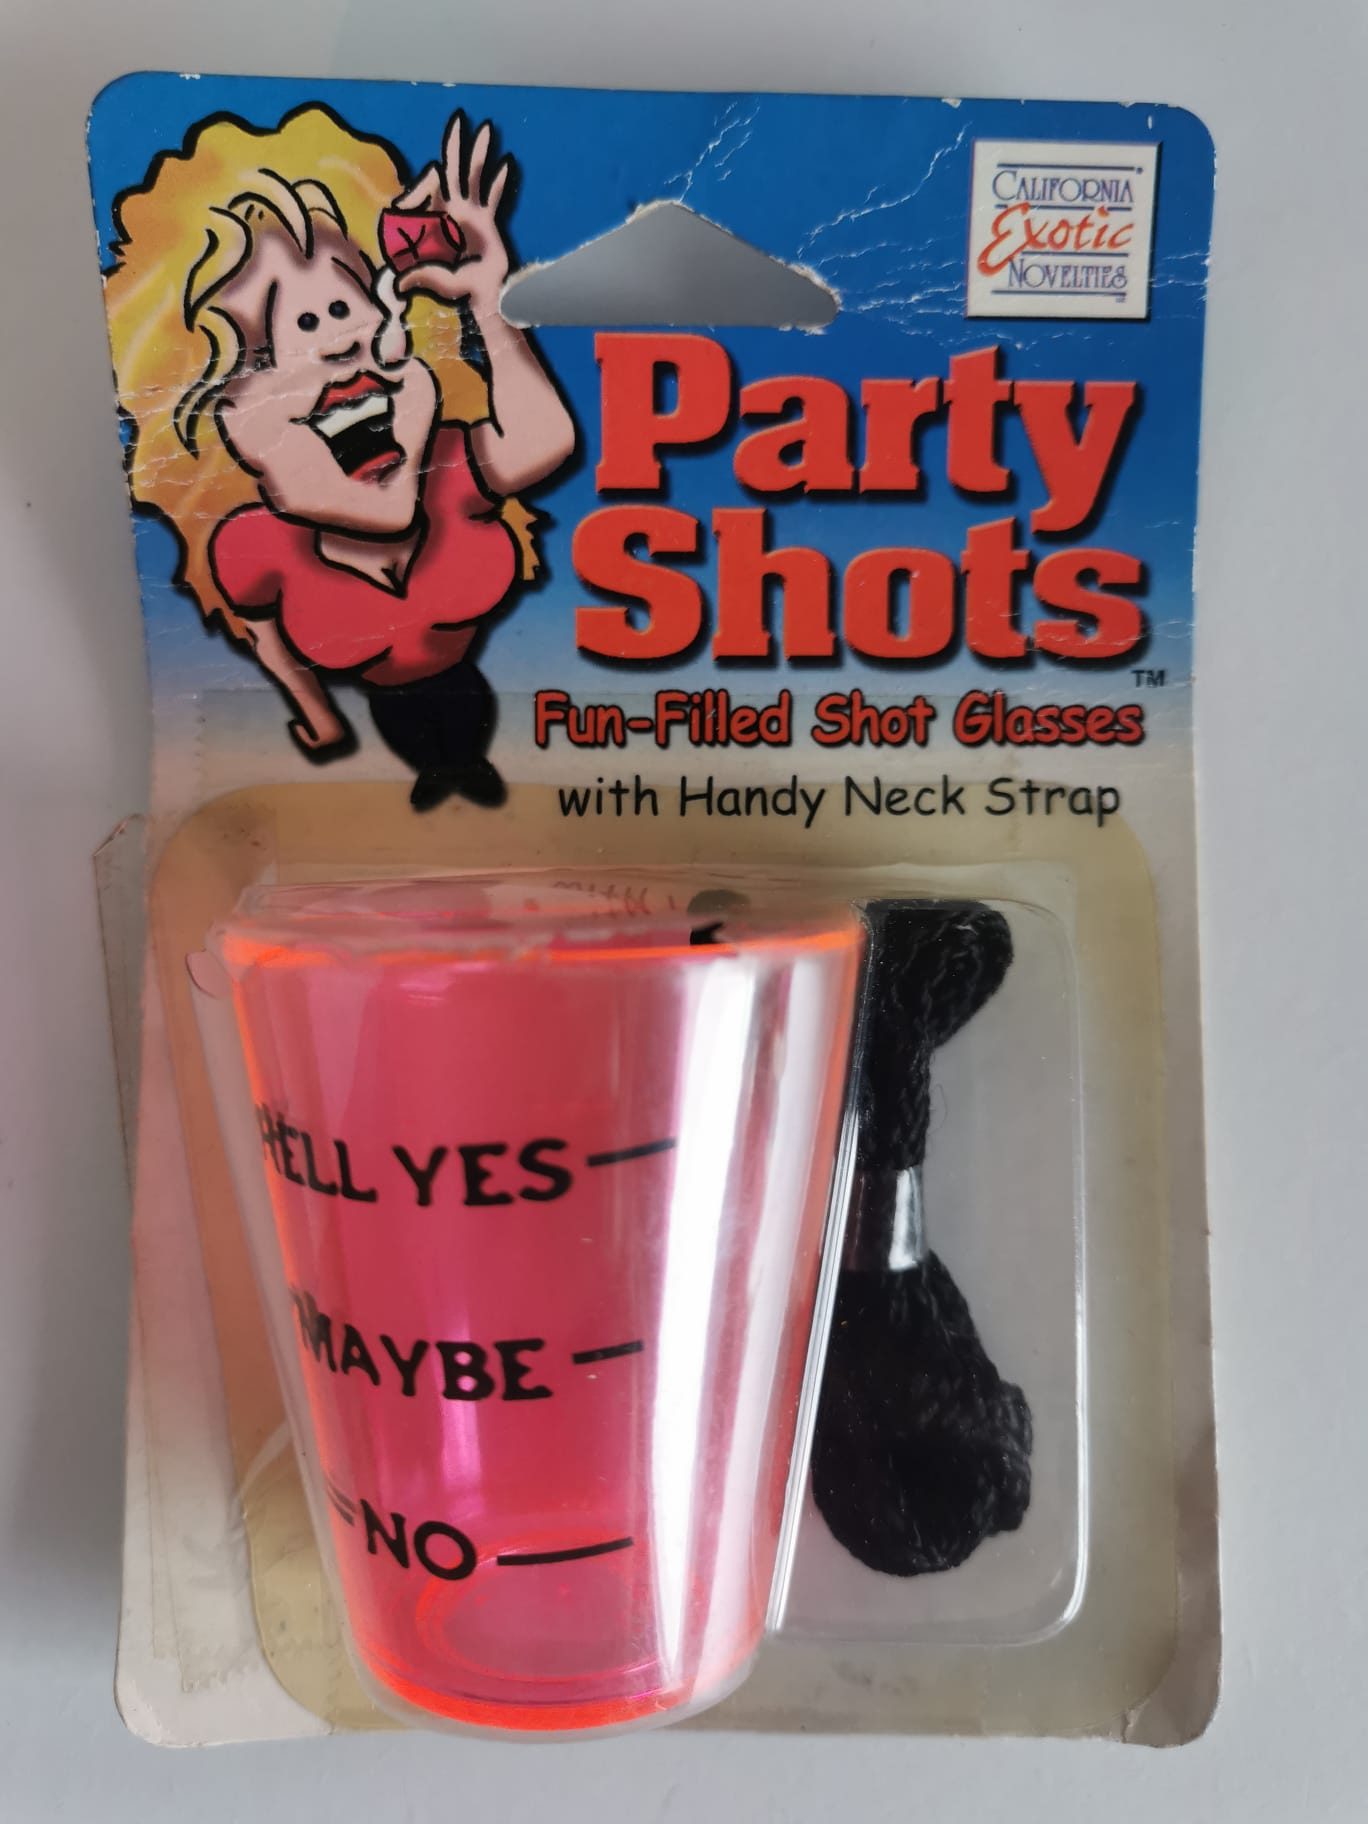 CALIFORNIA
Exotic
NOVELTIES
Party
Shots
TM
Fun-Filled Shot Glasses
with Handy Neck Strap
HELL YES
MAYBE
NO